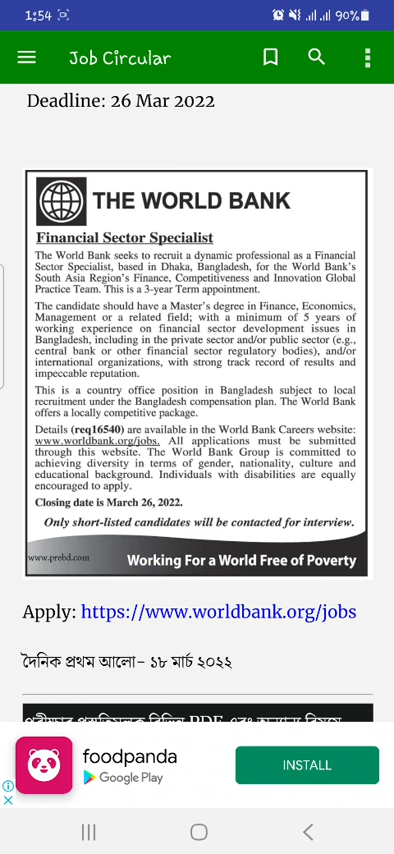 1:54
90%
Job Circular
Deadline: 26 Mar 2022
THE WORLD BANK
Financial Sector Specialist
The World Bank seeks to recruit a dynamic professional as a Financial
Sector Specialist, based in Dhaka, Bangladesh, for the World Bank's
South Asia Region's Finance, Competitiveness and Innovation Global
Practice Team. This is a 3-year Term appointment.
The candidate should have a Master's degree in Finance, Economics,
Management or a related field; with a minimum of 5 years of
working experience on financial sector development issues in
Bangladesh, including in the private sector and/or public sector (e.g.,
central bank or other financial sector regulatory bodies), and/or
international organizations, with strong track record of results and
impeccable reputation.
This is a country office position in Bangladesh subject to local
recruitment under the Bangladesh compensation plan. The World Bank
offers a locally competitive package.
Details (req16540) are available in the World Bank Careers website:
www.worldbank.org/jobs. All applications must be submitted
through this website. The World Bank Group is committed to
achieving diversity in terms of gender, nationality, culture and
educational background. Individuals with disabilities are equally
encouraged to apply.
Closing date is March 26, 2022.
Only short-listed candidates will be contacted for interview.
www.prebd.com
Working For a World Free of Poverty
Apply: https://www.worldbank.org/jobs
দৈনিক প্রথম আলো- ১৮ মার্চ ২০২২
PDF এবং
foodpanda
Google Play
INSTALL